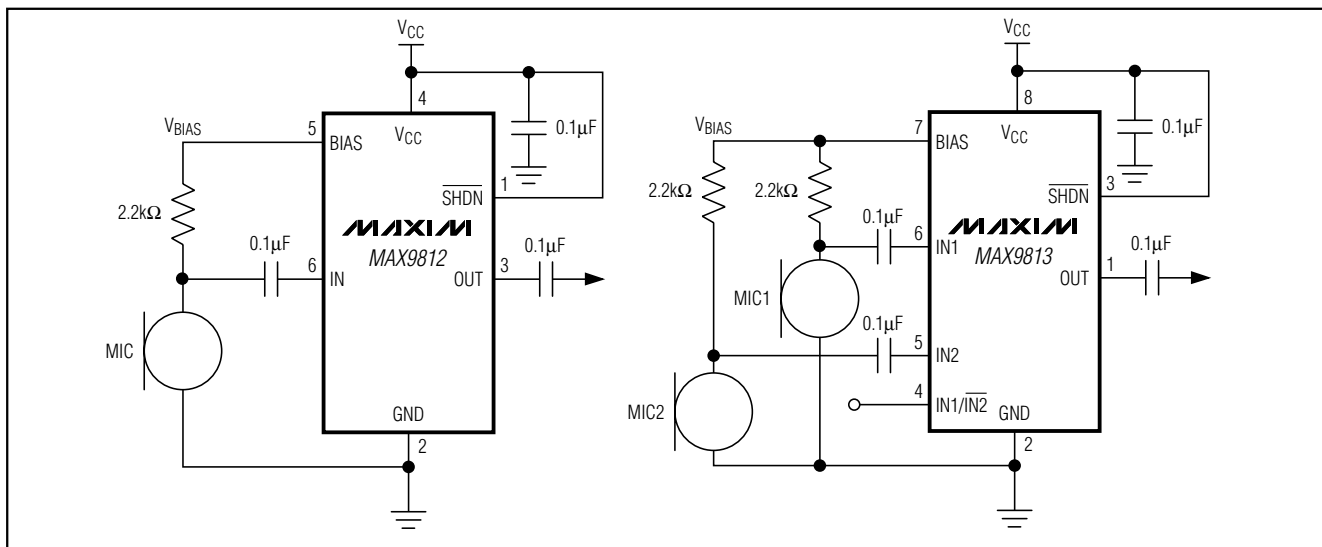 VCC
4
VCC
0.1µF
VBIAS
5
BIAS
1
SHDN
2.2kΩ
MAXIM
MAX9812
0.1µF
6
IN
0.1µF
3
OUT
MIC
GND
2
VCC
8
VCC
0.1µF
VBIAS
7
BIAS
3
SHDN
2.2kΩ
2.2kΩ
MAXIM
MAX9813
0.1µF
6
IN1
0.1µF
1
OUT
MIC1
0.1µF
5
IN2
4
IN1/IN2
MIC2
GND
2